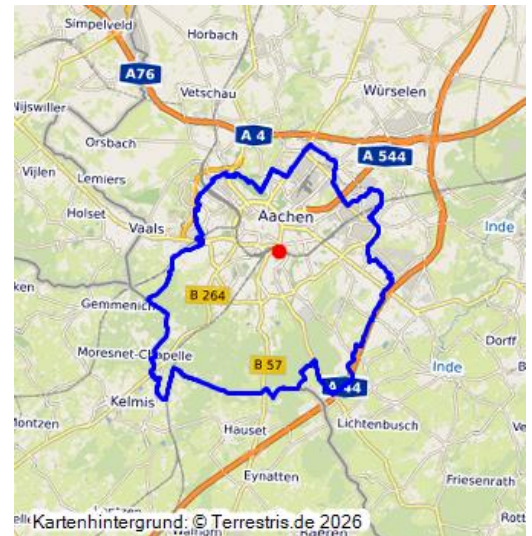 Simpelveld
Horbach
A76
Vetschau
Würselen
Nijswiller
A 4
Orsbach
A 544
Vijlen
Lemiers
Aachen
Holset
Vaals
Inde
B 264
Gemmenich
Dorff
Moresnet-Chapelle
B 57
Inde
Kelmis
Hauset
Lichtenbusch
Eynatten
Friesenrath
Kartenhintergrund: © Terrestris.de 2026